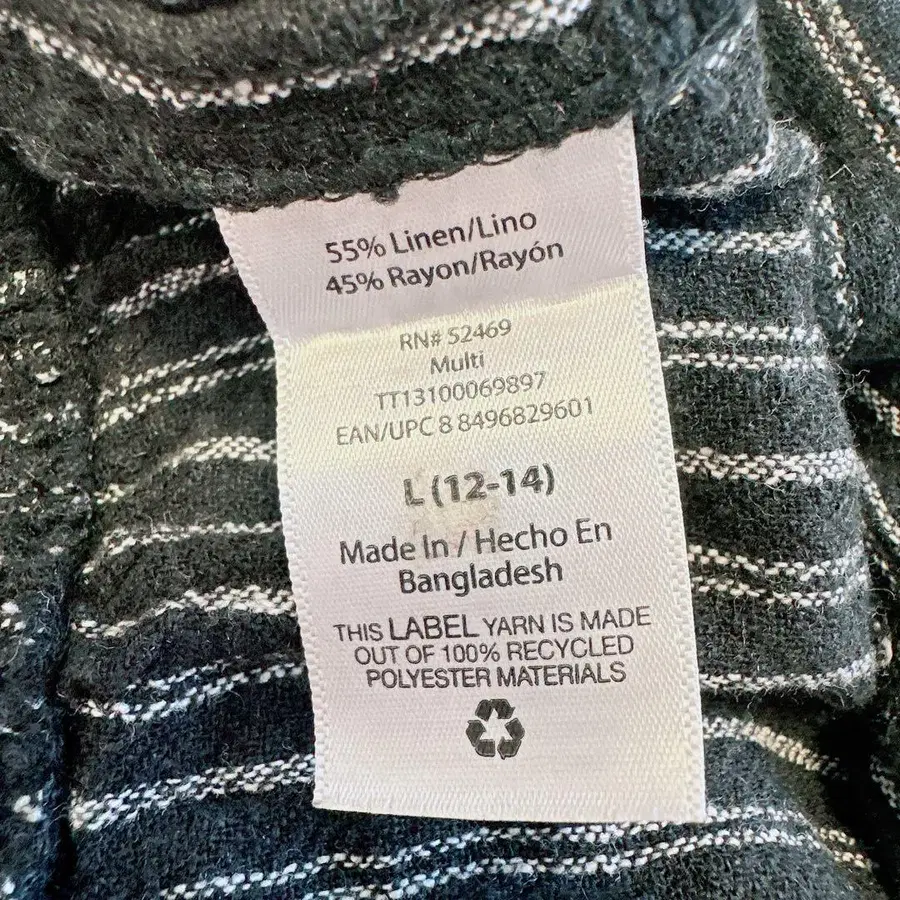 55% Linen/Lino
45% Rayon/Rayón
RN# 52469
Multi
TT13100069897
EAN/UPC 8 8496829601
L (12-14)
Made In / Hecho En
Bangladesh
THIS LABEL YARN IS MADE
OUT OF 100% RECYCLED
POLYESTER MATERIALS